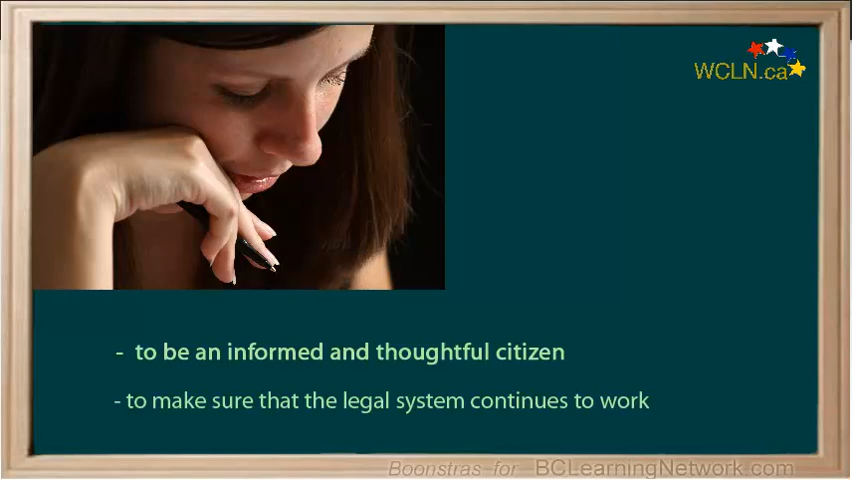 WCLN.ca
- to be an informed and thoughtful citizen
- to make sure that the legal system continues to work
Boonstras for BCLearningNetwork.com